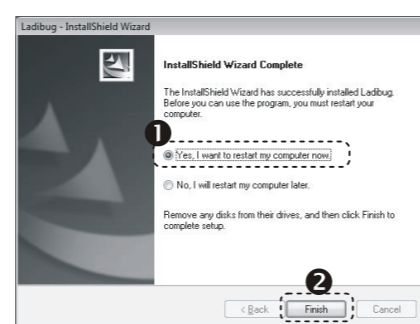 Ladibug - InstallShield Wizard
InstallShield Wizard Complete
The InstallShield Wizard has successfully installed Ladibug.
Before you can use the program, you must restart your
computer.
1
Yes, I want to restart my computer now.
No, I will restart my computer later.
Remove any disks from their drives, and then click Finish to
complete setup.
2
< Back
Finish
Cancel